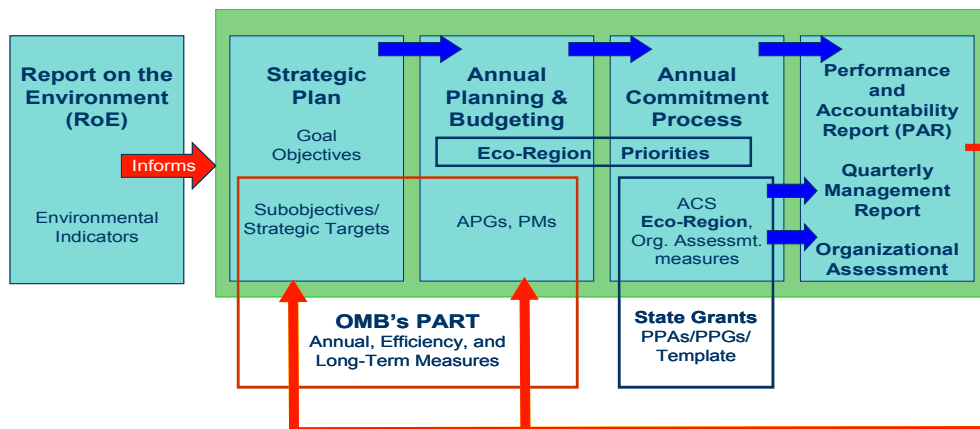 Report on the
Environment
(RoE)
Informs
Environmental
Indicators
Strategic
Plan
Goal
Objectives
Subobjectives/
Strategic Targets
Annual
Planning &
Budgeting
Eco-Region Priorities
APGs, PMs
Annual
Commitment
Process
ACS
Eco-Region,
Org. Assessmt.
measures
Performance
and
Accountability
Report (PAR)
Quarterly
Management
Report
Organizational
Assessment
OMB's PART
Annual, Efficiency, and
Long-Term Measures
State Grants
PPAs/PPGs/
Template